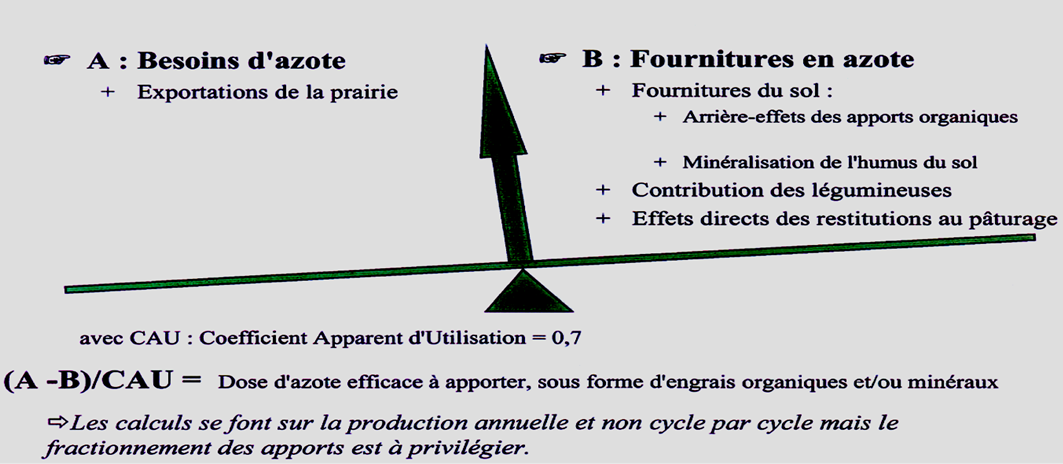 ☞ A : Besoins d'azote
+ Exportations de la prairie
☞ B : Fournitures en azote
+ Fournitures du sol :
+ Arrière-effets des apports organiques
+ Minéralisation de l'humus du sol
+ Contribution des légumineuses
+ Effets directs des restitutions au pâturage
avec CAU : Coefficient Apparent d'Utilisation = 0,7
(A -B)/CAU = Dose d'azote efficace à apporter, sous forme d'engrais organiques et/ou minéraux
⇨Les calculs se font sur la production annuelle et non cycle par cycle mais le
fractionnement des apports est à privilégier.